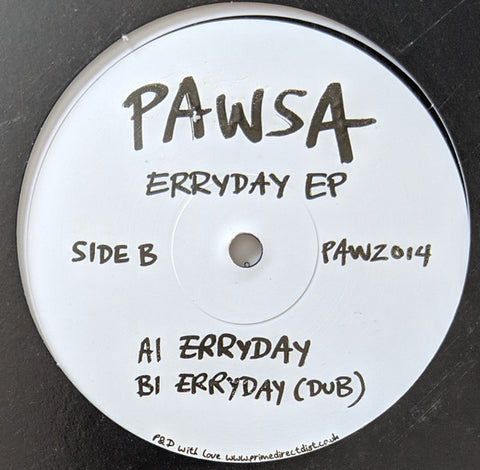 PAWSA
ERRYDAY EP
SIDE B
PAWZ014
A1 ERRYDAY
B1 ERRYDAY (DUB)
P&D with love www.primedirectdist.co.uk